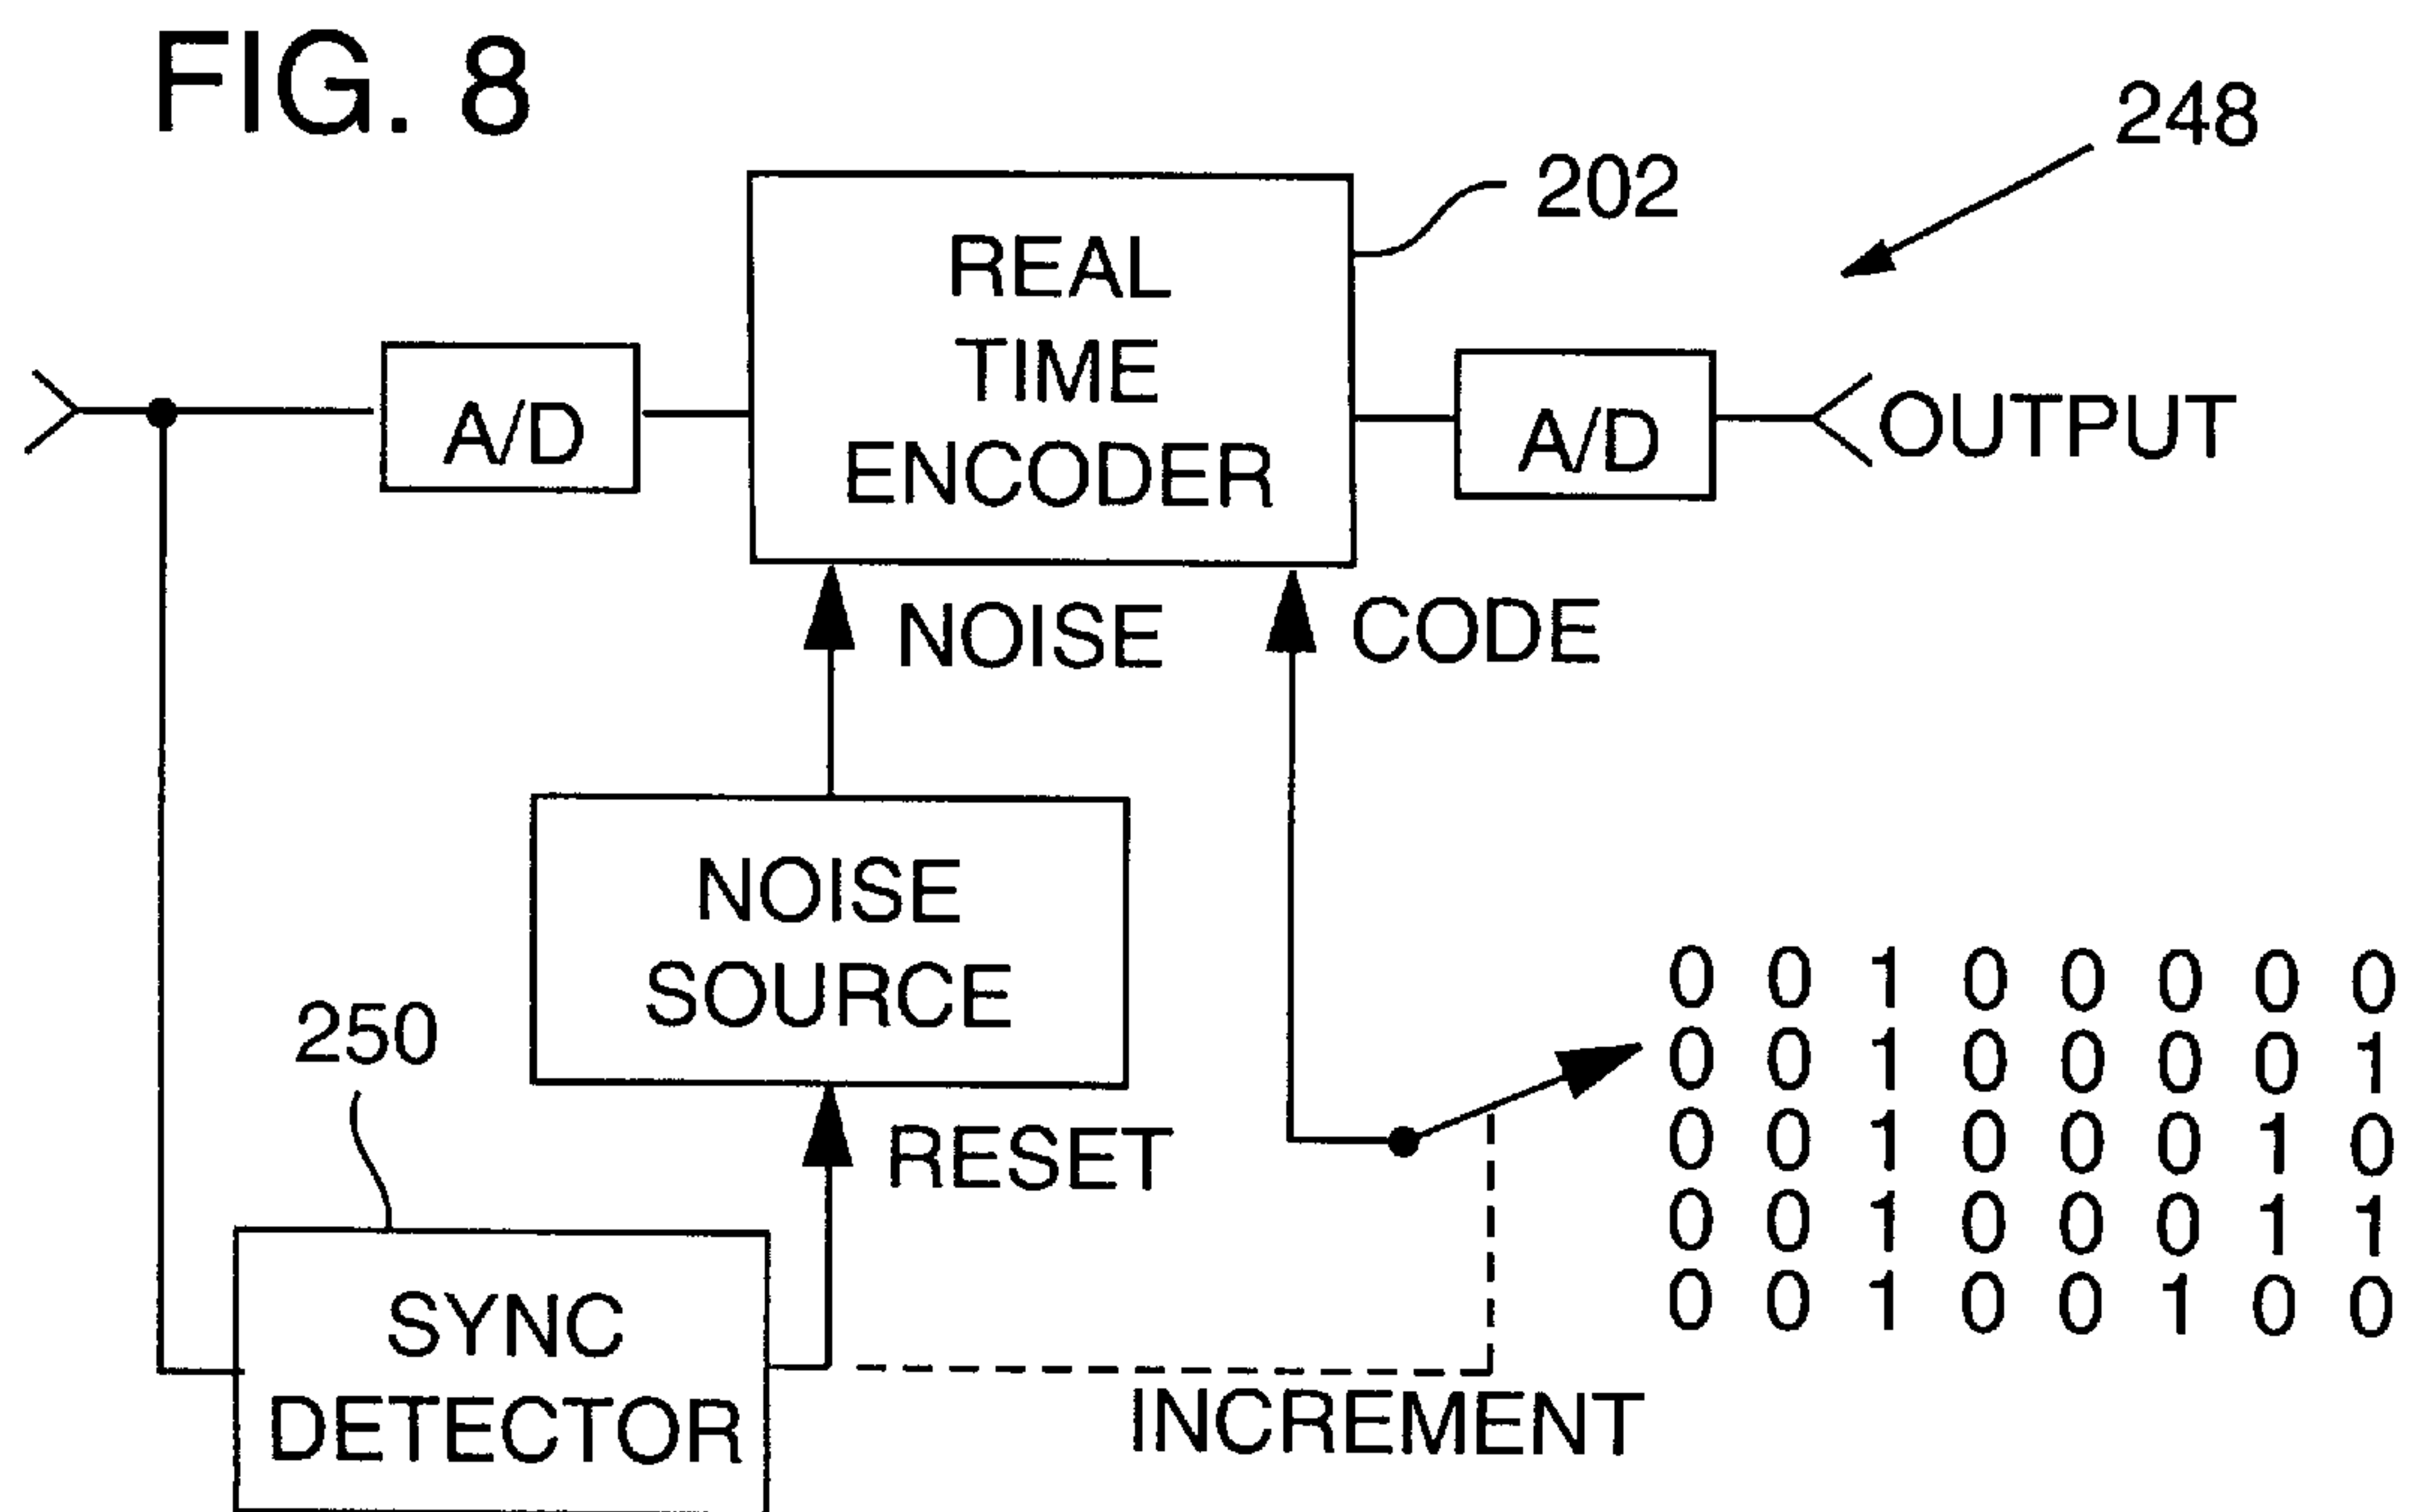 FIG. 8
248
202
REAL
TIME
ENCODER
A/D
A/D
OUTPUT
NOISE
CODE
NOISE
SOURCE
250
RESET
0 0 1 0 0 0 0 0
0 0 1 0 0 0 0 1
0 0 1 0 0 0 1 0
0 0 1 0 0 0 1 1
0 0 1 0 0 1 0 0
SYNC
DETECTOR
INCREMENT